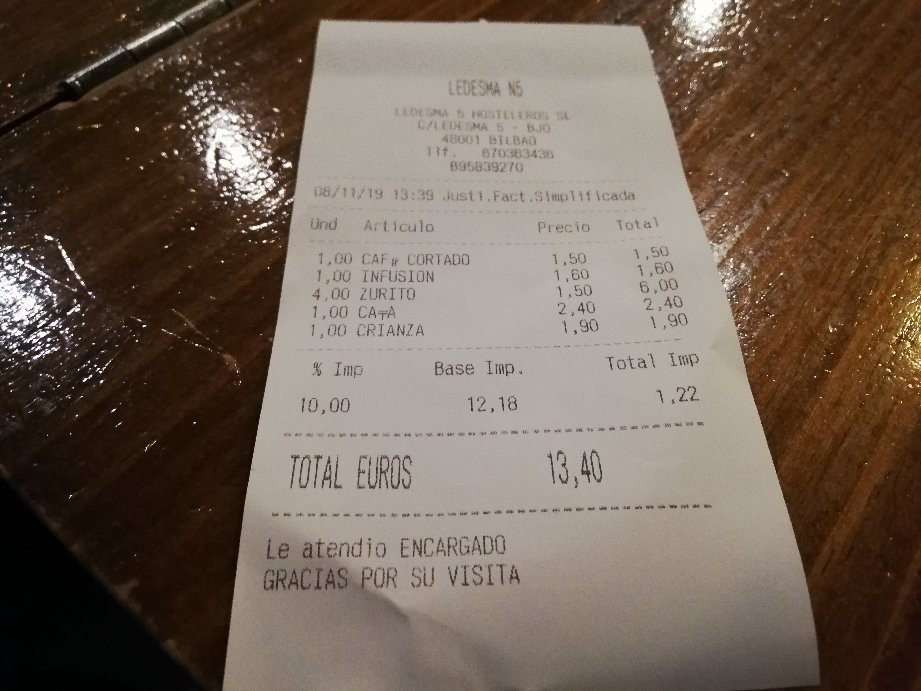 LEDESMA N5
LEDESMA 5 HOSTELEROS SL
C/LEDESMA 5 - BJO
48001 BILBAO
Tlf. 670363436
B95839270
08/11/19 13:39 Justi.Fact.Simplificada
Und Articulo Precio Total
1,00 CAF╔ CORTADO 1,50 1,50
1,00 INFUSION 1,60 1,60
4,00 ZURITO 1,50 6,00
1,00 CA╤A 2,40 2,40
1,00 CRIANZA 1,90 1,90
% Imp Base Imp. Total Imp
10,00 12,18 1,22
TOTAL EUROS 13,40
Le atendio ENCARGADO
GRACIAS POR SU VISITA